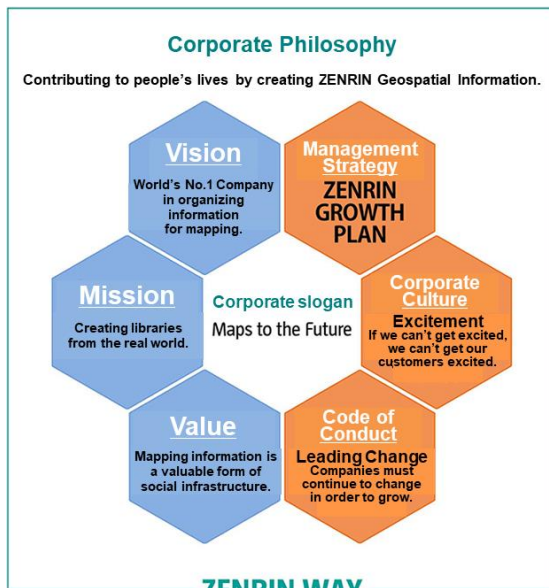 Corporate Philosophy
Contributing to people's lives by creating ZENRIN Geospatial Information.
Vision
World's No.1 Company
in organizing
information
for mapping.
Management
Strategy
ZENRIN
GROWTH
PLAN
Mission
Creating libraries
from the real world.
Corporate slogan
Maps to the Future
Corporate
Culture
Excitement
If we can't get excited,
we can't get our
customers excited.
Value
Mapping information is
a valuable form of
social infrastructure.
Code of
Conduct
Leading Change
Companies must
continue to change
in order to grow.
ZENRIN WAY